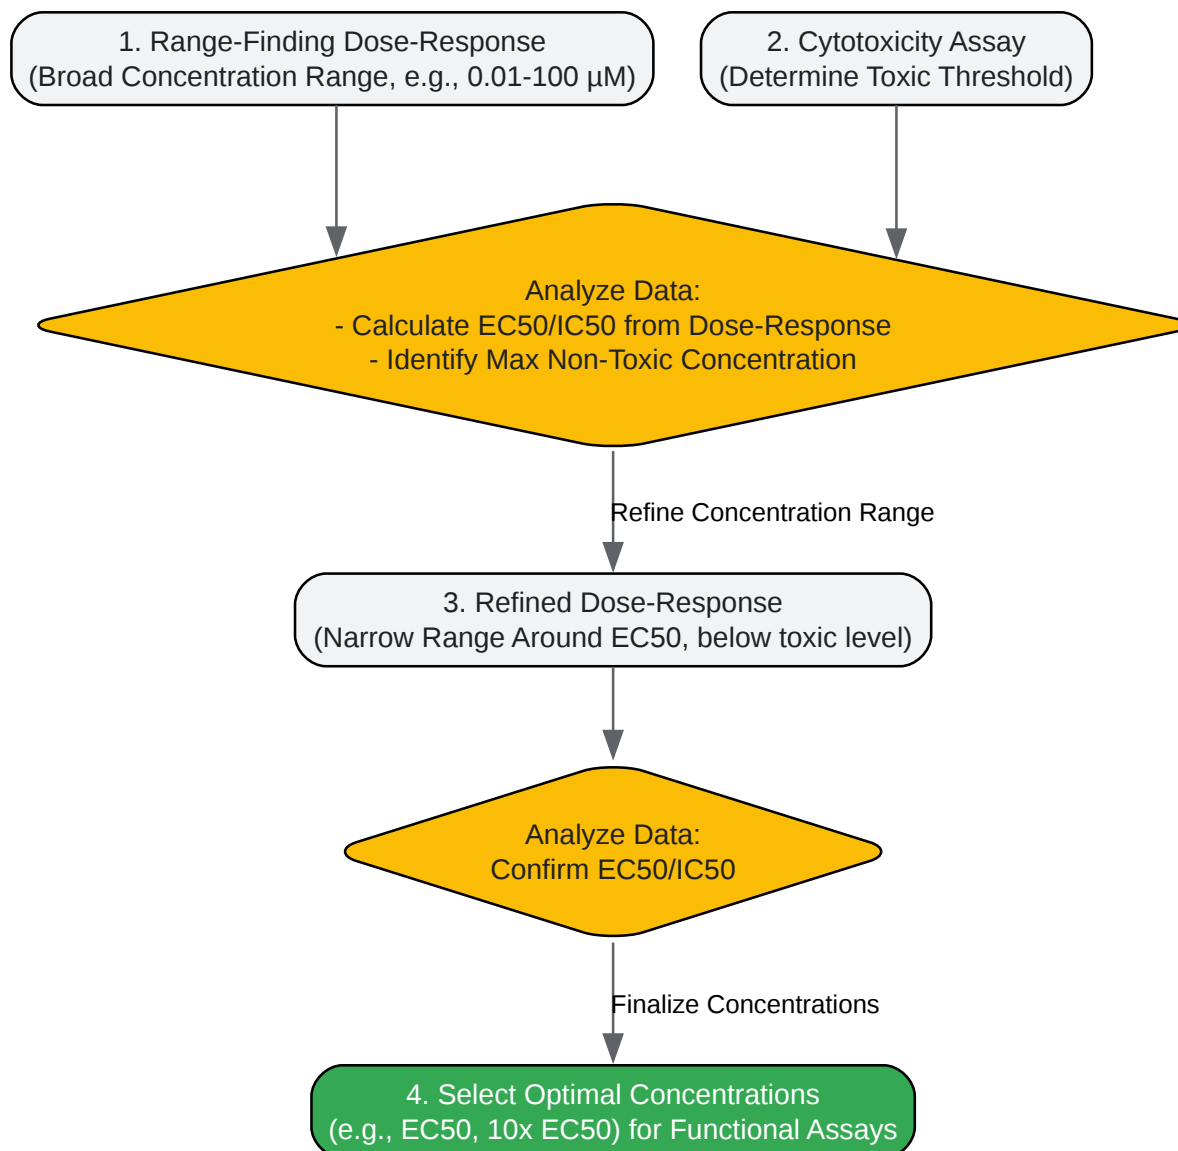 1. Range-Finding Dose-Response
(Broad Concentration Range, e.g., 0.01-100 µM)
2. Cytotoxicity Assay
(Determine Toxic Threshold)
Analyze Data:
- Calculate EC50/IC50 from Dose-Response
- Identify Max Non-Toxic Concentration
Refine Concentration Range
3. Refined Dose-Response
(Narrow Range Around EC50, below toxic level)
Analyze Data:
Confirm EC50/IC50
Finalize Concentrations
4. Select Optimal Concentrations
(e.g., EC50, 10x EC50) for Functional Assays